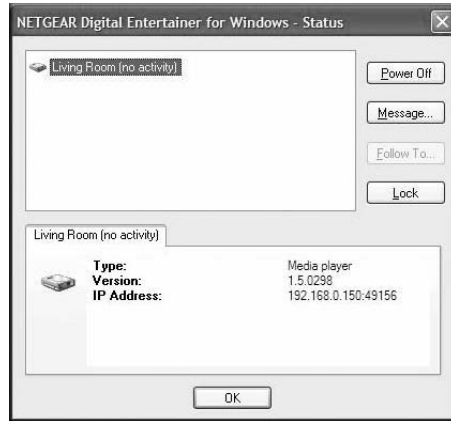 NETGEAR Digital Entertainer for Windows - Status
Living Room (no activity)
Power Off
Message...
Follow To...
Lock
Living Room (no activity)
Type: Media player
Version: 1.5.0298
IP Address: 192.168.0.150:49156
OK